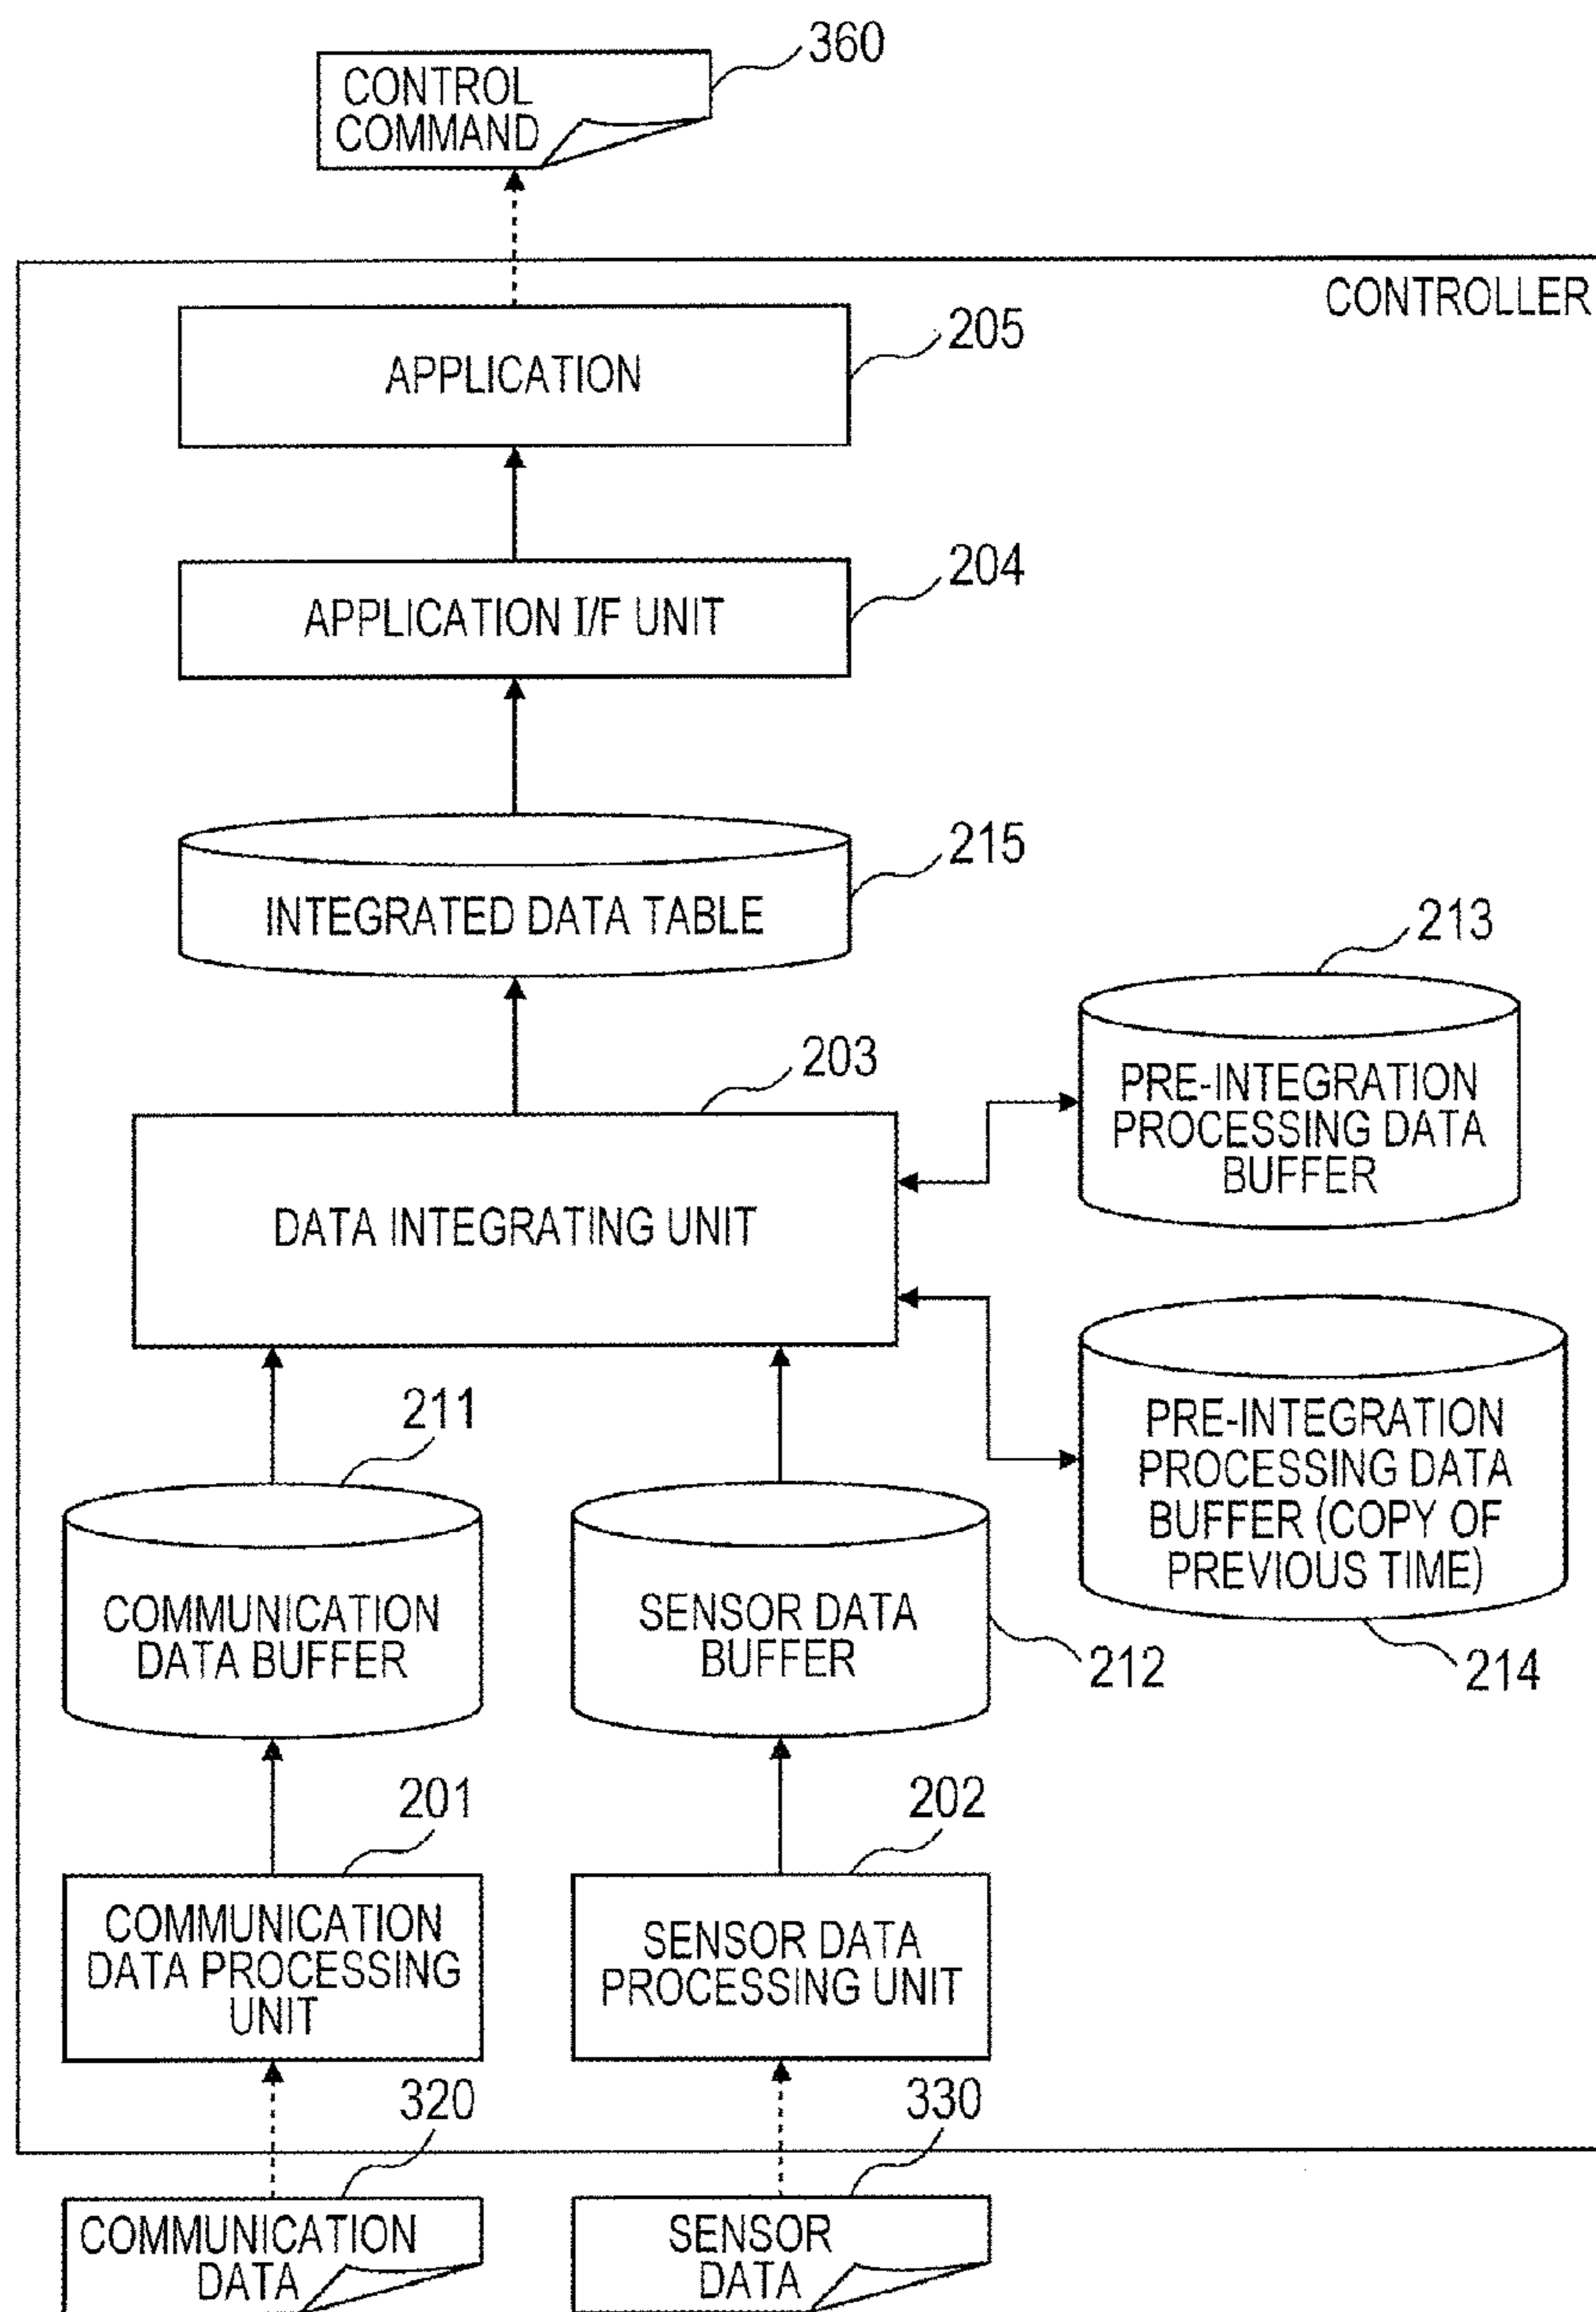 360
CONTROL
COMMAND
CONTROLLER
205
APPLICATION
204
APPLICATION I/F UNIT
215
INTEGRATED DATA TABLE
213
PRE-INTEGRATION
PROCESSING DATA
BUFFER
203
DATA INTEGRATING UNIT
PRE-INTEGRATION
PROCESSING DATA
BUFFER (COPY OF
PREVIOUS TIME)
214
211
COMMUNICATION
DATA BUFFER
SENSOR DATA
BUFFER
212
201
COMMUNICATION
DATA PROCESSING
UNIT
202
SENSOR DATA
PROCESSING UNIT
320
COMMUNICATION
DATA
330
SENSOR
DATA